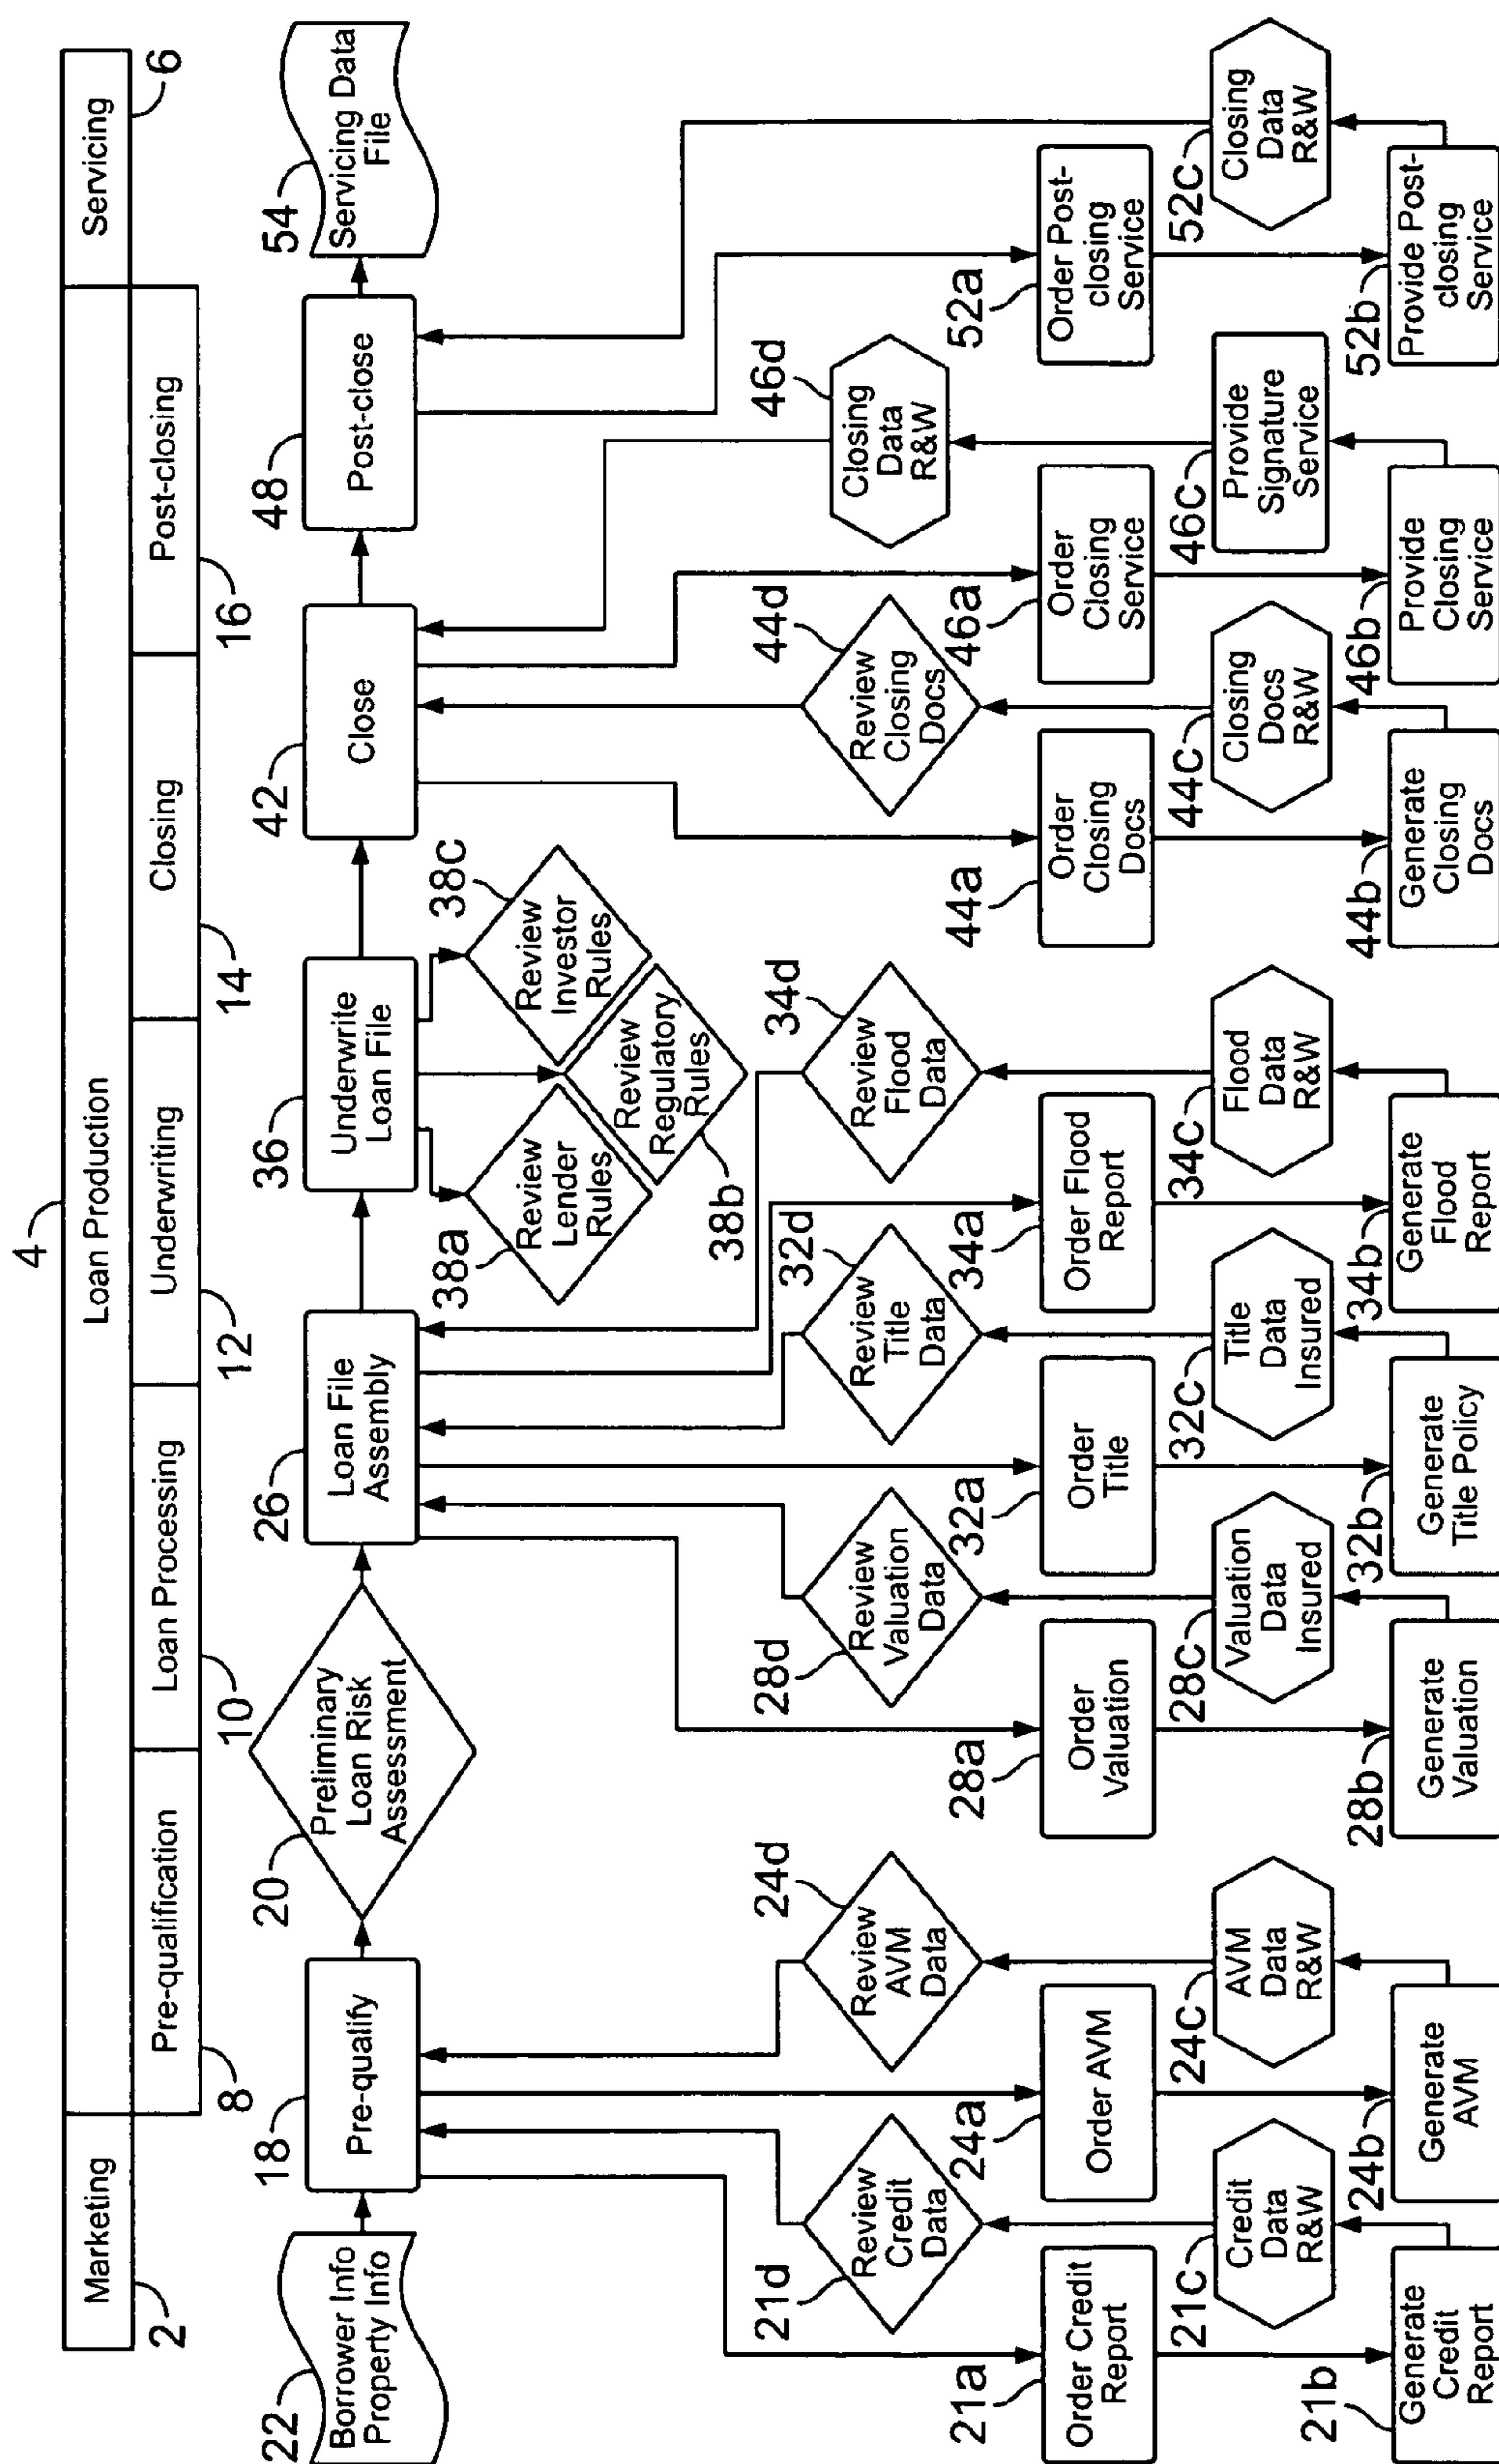 4
Marketing
Loan Production
Servicing
2
Pre-qualification
Loan Processing
Underwriting
Closing
Post-closing
6
8
10
12
14
16
22
Borrower Info
Property Info
18
Pre-qualify
20
Preliminary
Loan Risk
Assessment
26
Loan File
Assembly
36
Underwrite
Loan File
42
Close
48
Post-close
54
Servicing Data
File
38a
Review
Lender
Rules
38b
Review
Regulatory
Rules
38c
Review
Investor
Rules
21d
Review
Credit
Data
24d
Review
AVM
Data
28d
Review
Valuation
Data
32d
Review
Title
Data
34d
Review
Flood
Data
44d
Review
Closing
Docs
46d
Closing
Data
R&W
21a
Order Credit
Report
24a
Order AVM
28a
Order
Valuation
32a
Order
Title
34a
Order Flood
Report
44a
Order
Closing
Docs
46a
Order
Closing
Service
52a
Order Post-
closing
Service
21c
Credit
Data
R&W
24c
AVM
Data
R&W
28c
Valuation
Data
Insured
32c
Title
Data
Insured
34c
Flood
Data
R&W
44c
Closing
Docs
R&W
46c
Provide
Signature
Service
52c
Closing
Data
R&W
21b
Generate
Credit
Report
24b
Generate
AVM
28b
Generate
Valuation
32b
Generate
Title Policy
34b
Generate
Flood
Report
44b
Generate
Closing
Docs
46b
Provide
Closing
Service
52b
Provide Post-
closing
Service